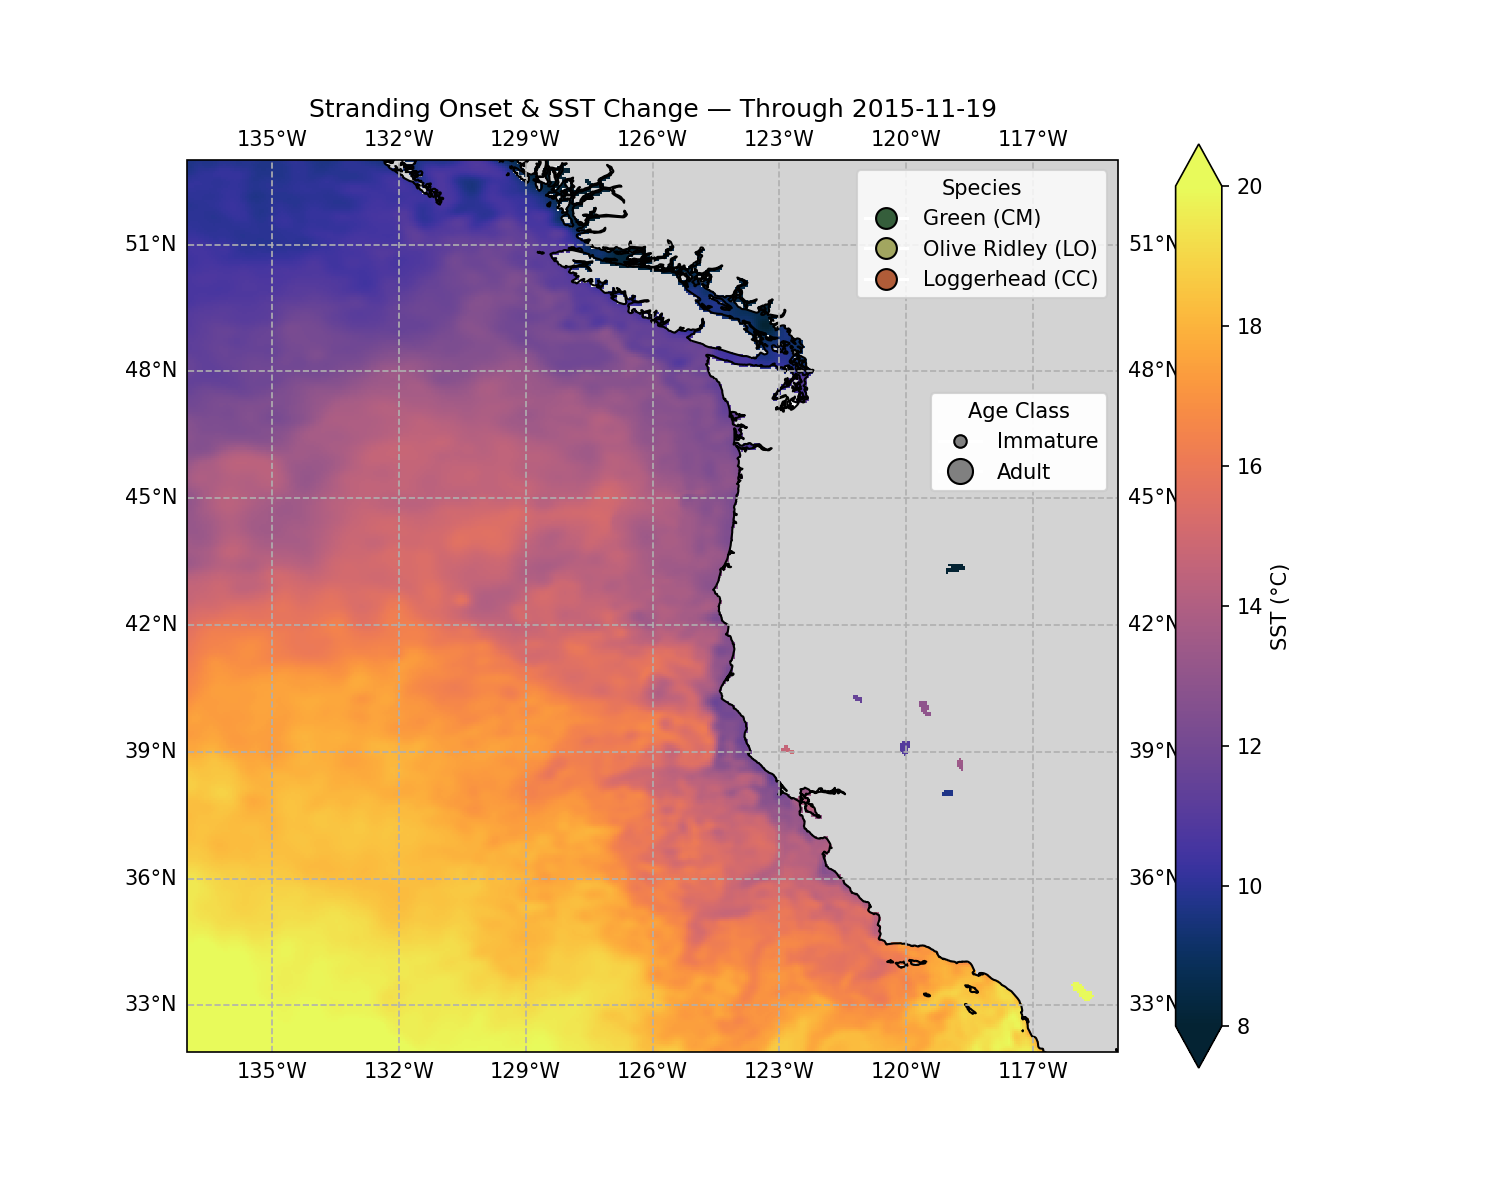 Stranding Onset & SST Change — Through 2015-11-19
135°W 132°W 129°W 126°W 123°W 120°W 117°W
Species
Green (CM)
Olive Ridley (LO)
Loggerhead (CC)
Age Class
Immature
Adult
51°N 51°N
48°N 48°N
45°N 45°N
42°N 42°N
39°N 39°N
36°N 36°N
33°N 33°N
135°W 132°W 129°W 126°W 123°W 120°W 117°W
20
18
16
14
12
10
8
SST (°C)